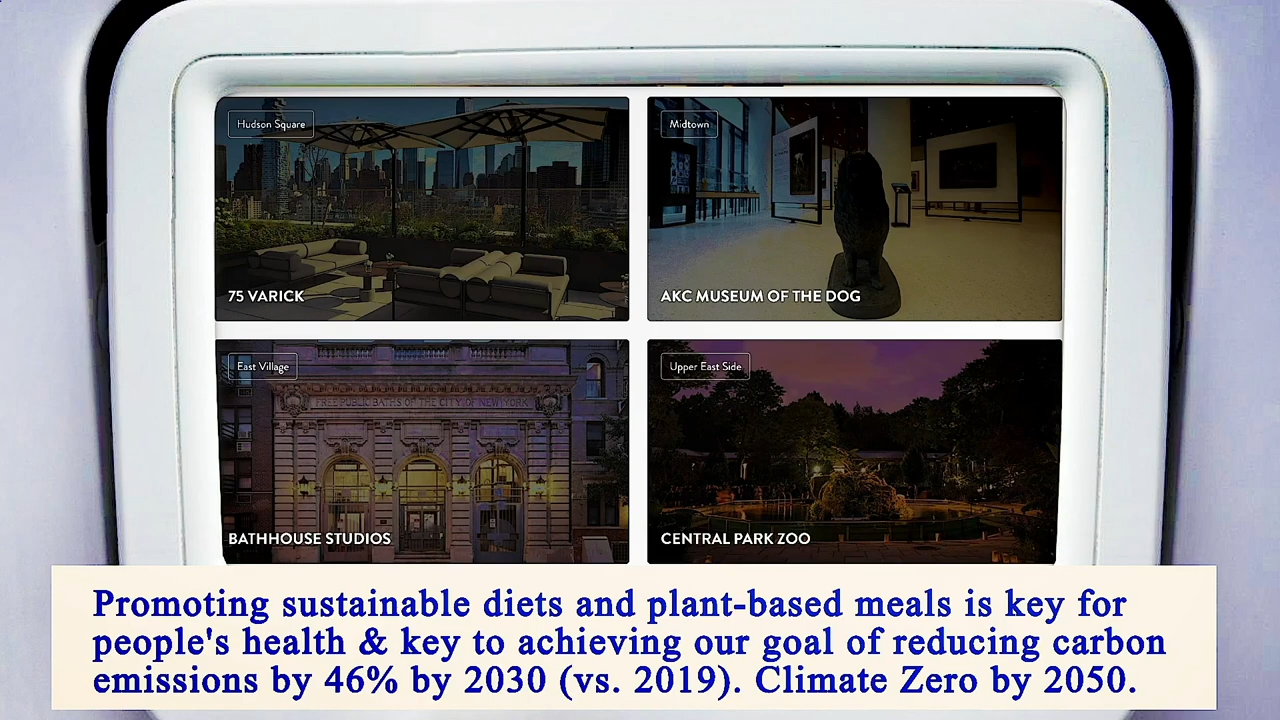 Hudson Square
75 VARICK
Midtown
AKC MUSEUM OF THE DOG
East Village
FREE PUBLIC BATHS OF THE CITY OF NEW YORK
BATHHOUSE STUDIOS
Upper East Side
CENTRAL PARK ZOO
Promoting sustainable diets and plant-based meals is key for
people's health & key to achieving our goal of reducing carbon
emissions by 46% by 2030 (vs. 2019). Climate Zero by 2050.